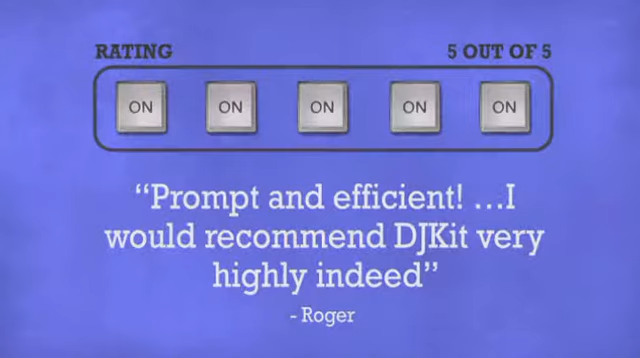 RATING 5 OUT OF 5
ON ON ON ON ON
“Prompt and efficient! ...I
would recommend DJKit very
highly indeed”
- Roger